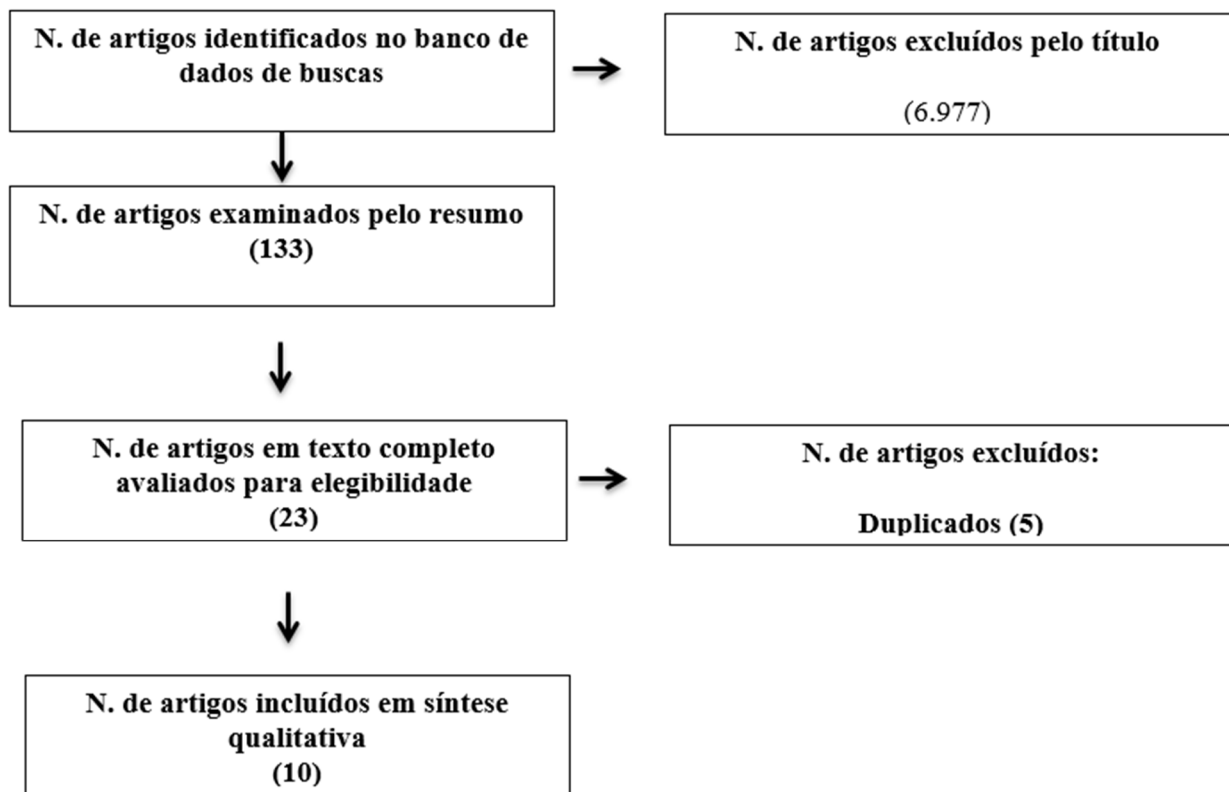 N. de artigos identificados no banco de
dados de buscas
N. de artigos excluídos pelo título
(6.977)
N. de artigos examinados pelo resumo
(133)
N. de artigos em texto completo
avaliados para elegibilidade
(23)
N. de artigos excluídos:
Duplicados (5)
N. de artigos incluídos em síntese
qualitativa
(10)